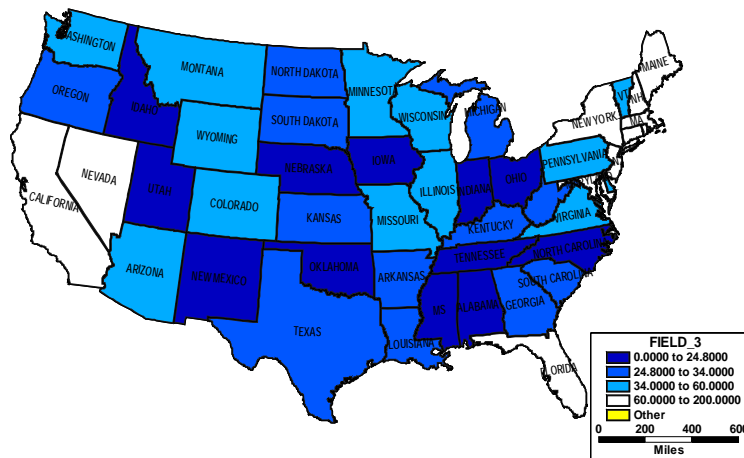 WASHINGTON
MONTANA
NORTH DAKOTA
MINNESOT
MAINE
OREGON
IDAHO
SOUTH DAKOTA
WISCONSIN
MICHIGAN
VT
NH
NEW YORK
MA
WYOMING
NEBRASKA
IOWA
PENNSYLVANIA
NEVADA
UTAH
COLORADO
ILLINOIS
INDIANA
OHIO
CALIFORNIA
KANSAS
MISSOURI
KENTUCKY
VIRGINIA
ARIZONA
NEW MEXICO
OKLAHOMA
ARKANSAS
TENNESSEE
NORTH CAROLINA
SOUTH CAROLINA
TEXAS
LOUISIANA
MS
ALABAMA
GEORGIA
FLORIDA
FIELD_3
0.0000 to 24.8000
24.8000 to 34.0000
34.0000 to 60.0000
60.0000 to 200.0000
Other
0 200 400 600
Miles